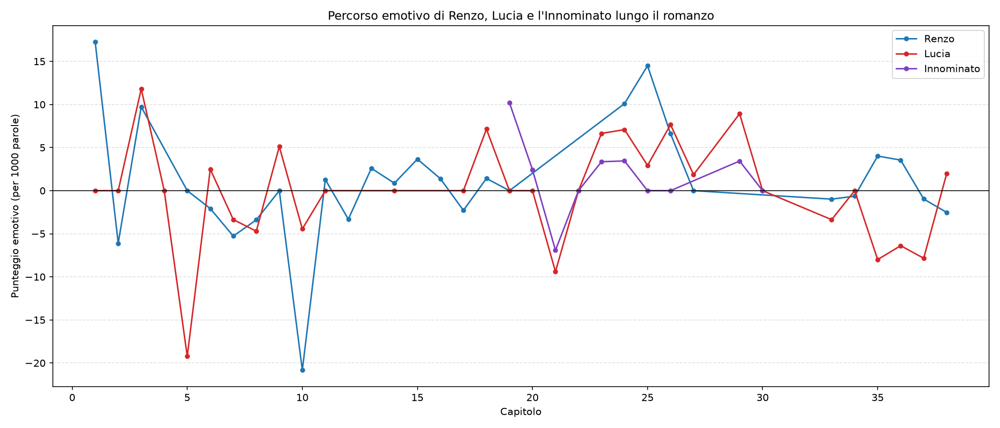 Percorso emotivo di Renzo, Lucia e l'Innominato lungo il romanzo
Renzo
Lucia
Innominato
Punteggio emotivo (per 1000 parole)
15
10
5
0
−5
−10
−15
−20
0 5 10 15 20 25 30 35
Capitolo